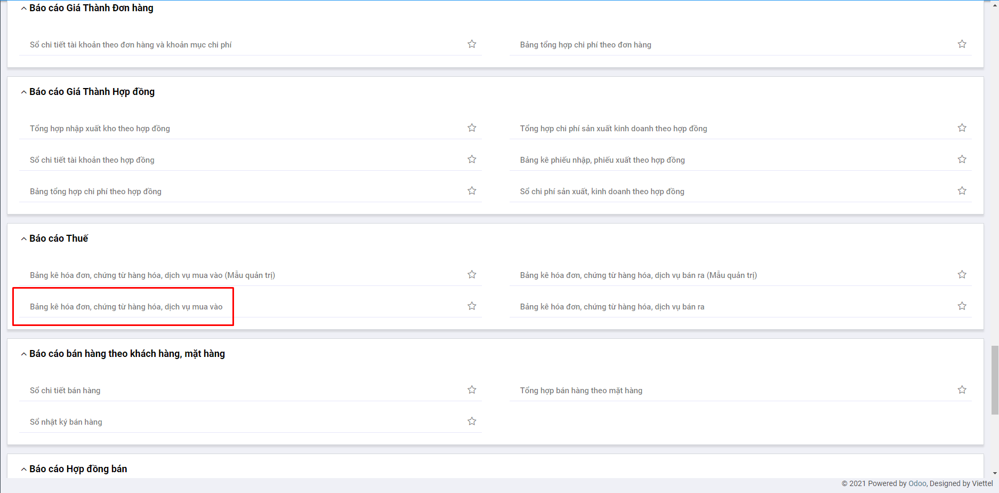 Báo cáo Giá Thành Đơn hàng
Sổ chi tiết tài khoản theo đơn hàng và khoản mục chi phí
Bảng tổng hợp chi phí theo đơn hàng
Báo cáo Giá Thành Hợp đồng
Tổng hợp nhập xuất kho theo hợp đồng
Tổng hợp chi phí sản xuất kinh doanh theo hợp đồng
Sổ chi tiết tài khoản theo hợp đồng
Bảng kê phiếu nhập, phiếu xuất theo hợp đồng
Bảng tổng hợp chi phí theo hợp đồng
Sổ chi phí sản xuất, kinh doanh theo hợp đồng
Báo cáo Thuế
Bảng kê hóa đơn, chứng từ hàng hóa, dịch vụ mua vào (Mẫu quản trị)
Bảng kê hóa đơn, chứng từ hàng hóa, dịch vụ bán ra (Mẫu quản trị)
Bảng kê hóa đơn, chứng từ hàng hóa, dịch vụ mua vào
Bảng kê hóa đơn, chứng từ hàng hóa, dịch vụ bán ra
Báo cáo bán hàng theo khách hàng, mặt hàng
Sổ chi tiết bán hàng
Tổng hợp bán hàng theo mặt hàng
Sổ nhật ký bán hàng
Báo cáo Hợp đồng bán
© 2021 Powered by Odoo, Designed by Viettel